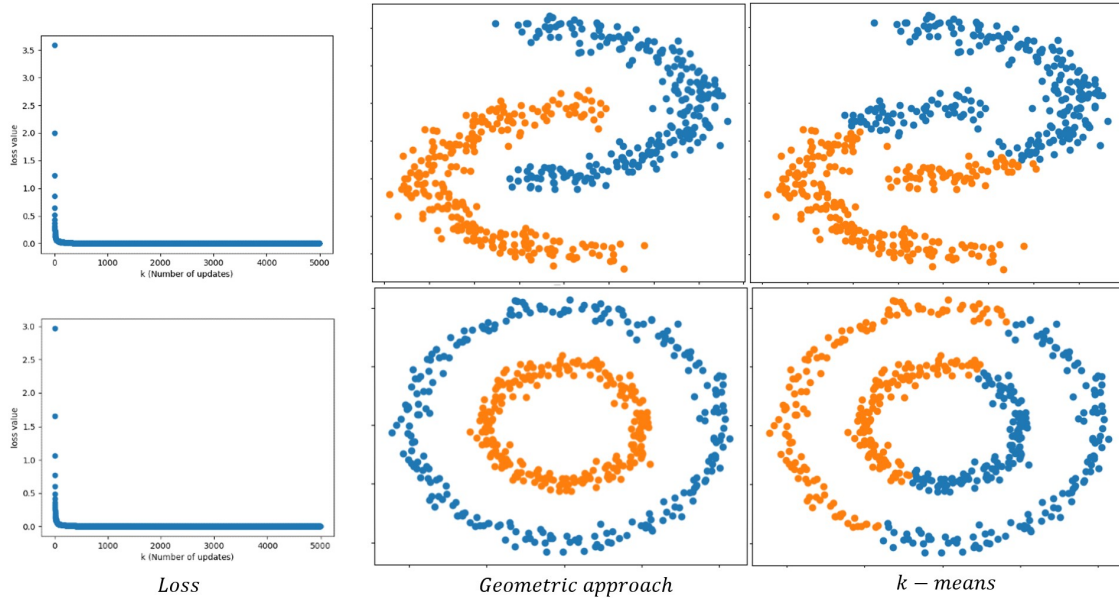 3.5
3.0
2.5
2.0
1.5
1.0
0.5
0.0
loss value
0 1000 2000 3000 4000 5000
k (Number of updates)
3.0
2.5
2.0
1.5
1.0
0.5
0.0
loss value
0 1000 2000 3000 4000 5000
k (Number of updates)
Loss
Geometric approach
k − means